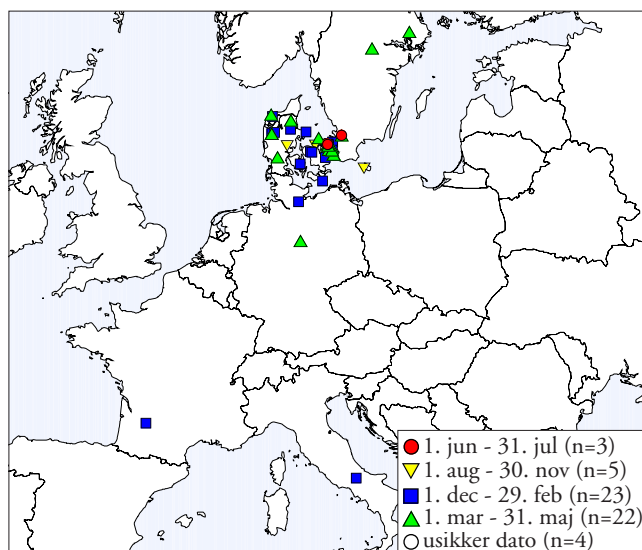 1. jun - 31. jul (n=3)
1. aug - 30. nov (n=5)
1. dec - 29. feb (n=23)
1. mar - 31. maj (n=22)
usikker dato (n=4)